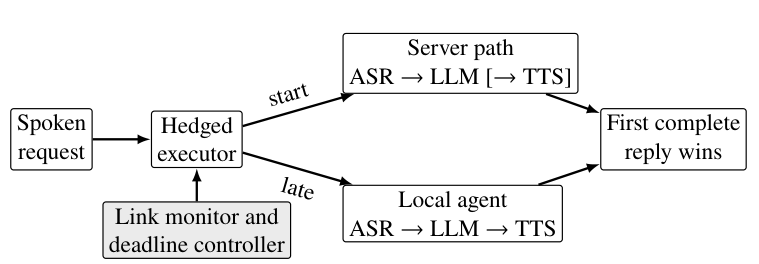 Spoken
request
Hedged
executor
Link monitor and
deadline controller
start
late
Server path
ASR → LLM [→ TTS]
Local agent
ASR → LLM → TTS
First complete
reply wins